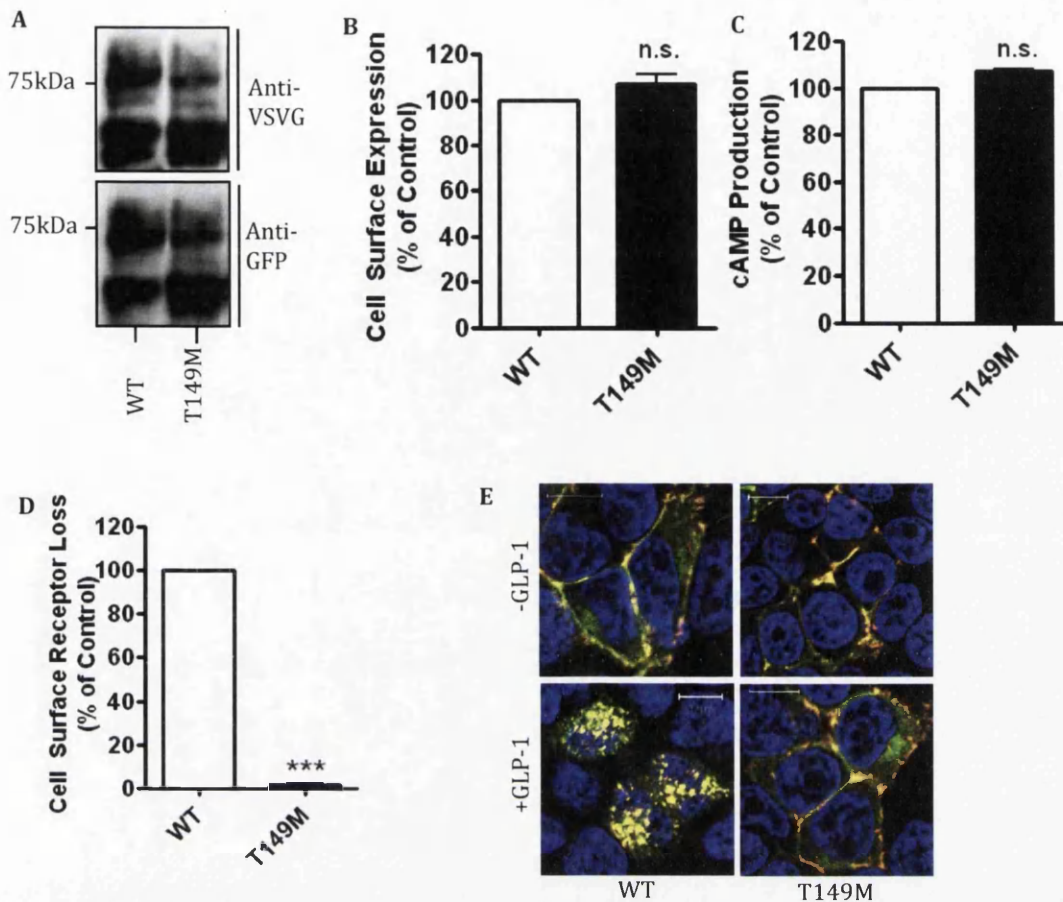 A
75kDa
Anti-
VSVG
75kDa
Anti-
GFP
WT
T149M
B
Cell Surface Expression
(% of Control)
120
100
80
60
40
20
0
n.s.
WT
T149M
C
cAMP Production
(% of Control)
120
100
80
60
40
20
0
n.s.
WT
T149M
D
Cell Surface Receptor Loss
(% of Control)
120
100
80
60
40
20
0
***
WT
T149M
E
-GLP-1
+GLP-1
WT
T149M